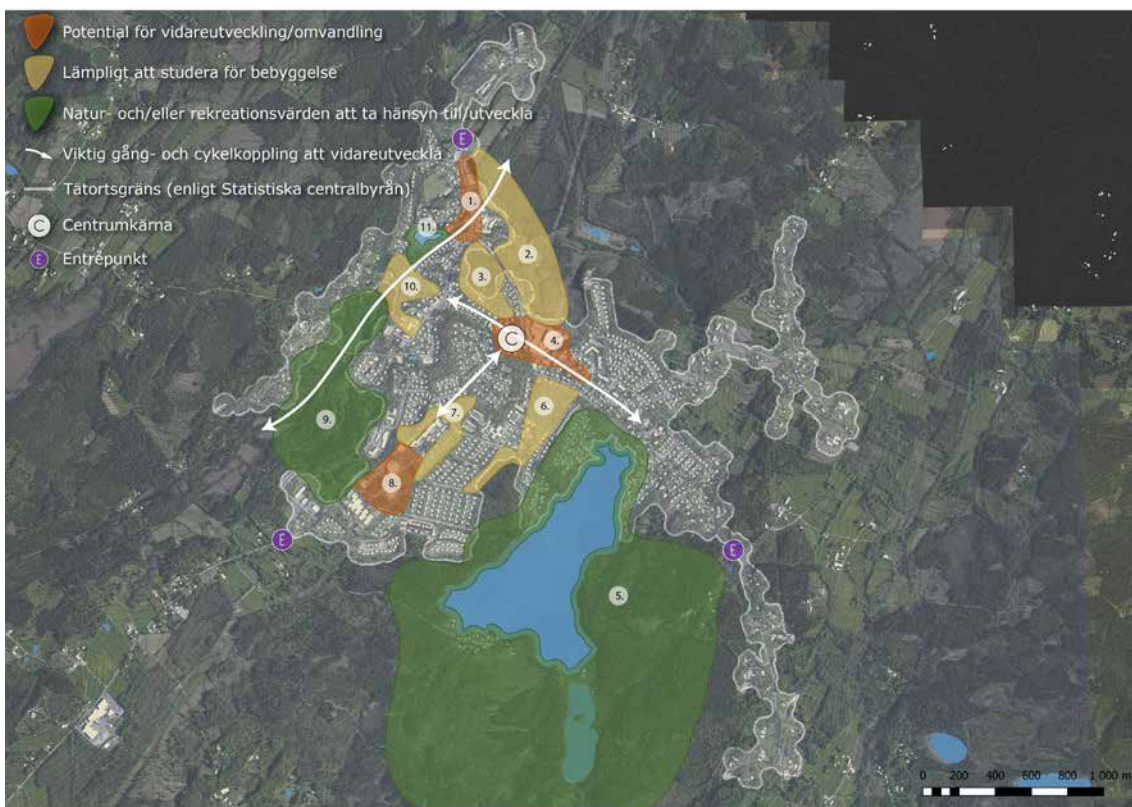 Potential för vidareutveckling/omvandling
Lämpligt att studera för bebyggelse
Natur- och/eller rekreationsvärden att ta hänsyn till/utveckla
Viktig gång- och cykelkoppling att vidareutveckla
Tätortsgräns (enligt Statistiska centralbyrån)
C Centrumkärna
E Entrépunkt
E
1.
11.
2.
3.
10.
C
4.
7.
6.
9.
8.
E
E
5.
0 200 400 600 800 1 000 m